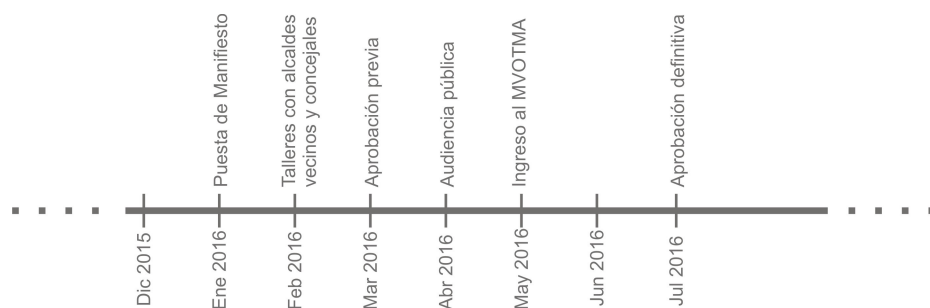 Puesta de Manifiesto
Talleres con alcaldes
vecinos y concejales
Aprobación previa
Audiencia pública
Ingreso al MVOTMA
Aprobación definitiva
Dic 2015
Ene 2016
Feb 2016
Mar 2016
Abr 2016
May 2016
Jun 2016
Jul 2016